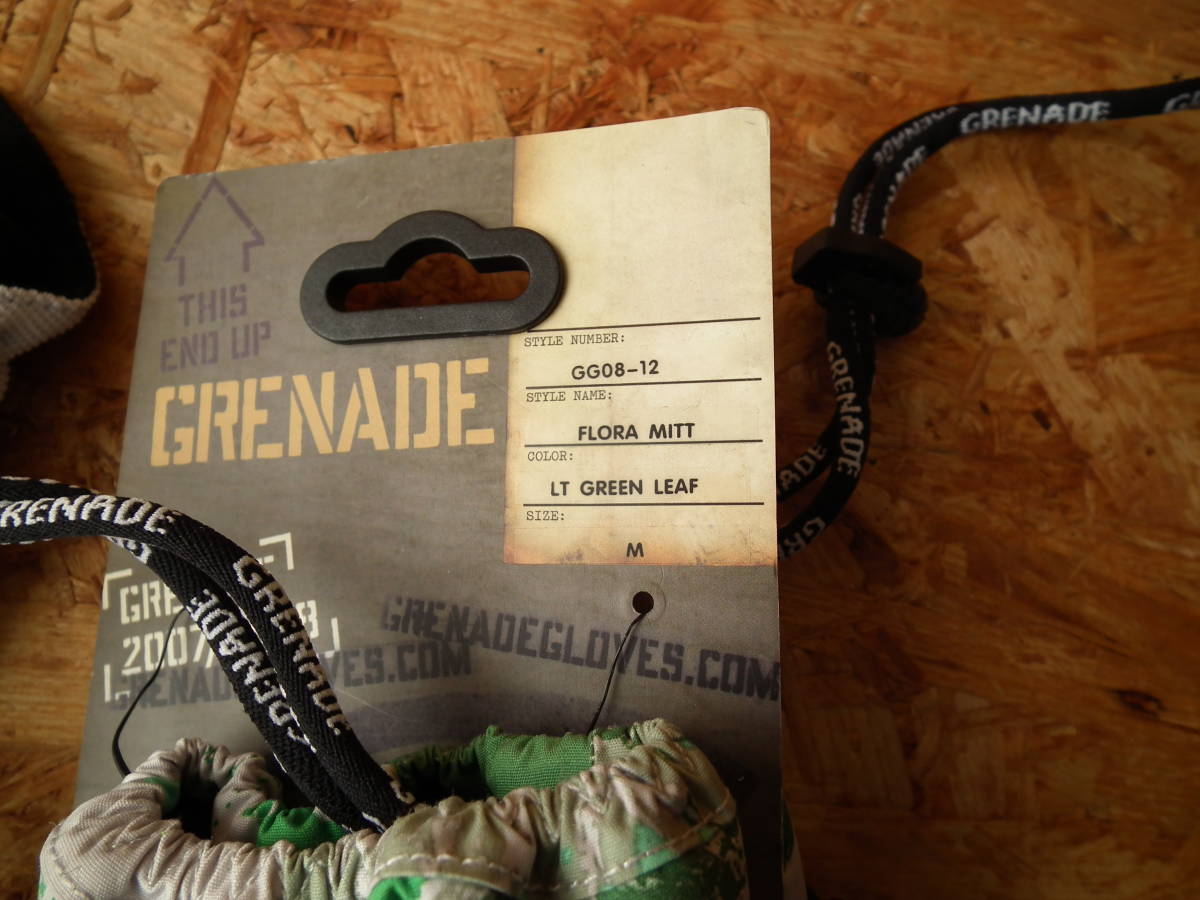 THIS
END UP
GRENADE
STYLE NUMBER:
GG08-12
STYLE NAME:
FLORA MITT
COLOR:
LT GREEN LEAF
SIZE:
M
GRENADE
GRENADE
GRENADE
GRENADE
GRENADE
GRENADE
2007
GRENADEGLOVES.COM